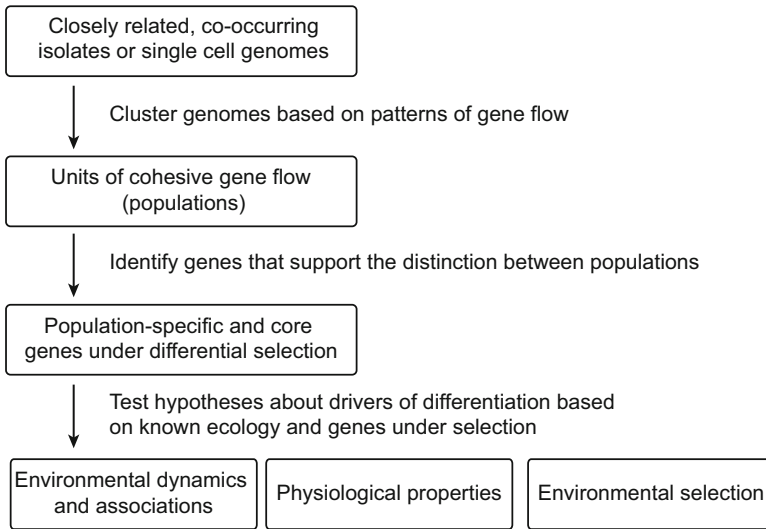 Closely related, co-occurring
isolates or single cell genomes
Cluster genomes based on patterns of gene flow
Units of cohesive gene flow
(populations)
Identify genes that support the distinction between populations
Population-specific and core
genes under differential selection
Test hypotheses about drivers of differentiation based
on known ecology and genes under selection
Environmental dynamics
and associations
Physiological properties
Environmental selection